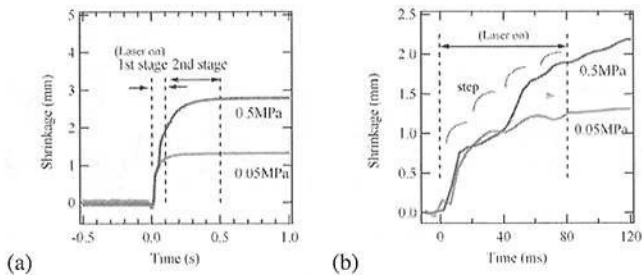 (Laser on)
1st stage 2nd stage
0.5MPa
0.05MPa
Shrinkage (mm)
5
4
3
2
1
0
-0.5 0.0 0.5 1.0
Time (s)
(a)
(Laser on)
step
0.5MPa
0.05MPa
Shrinkage (mm)
2.5
2.0
1.5
1.0
0.5
0.0
0 40 80 120
Time (ms)
(b)